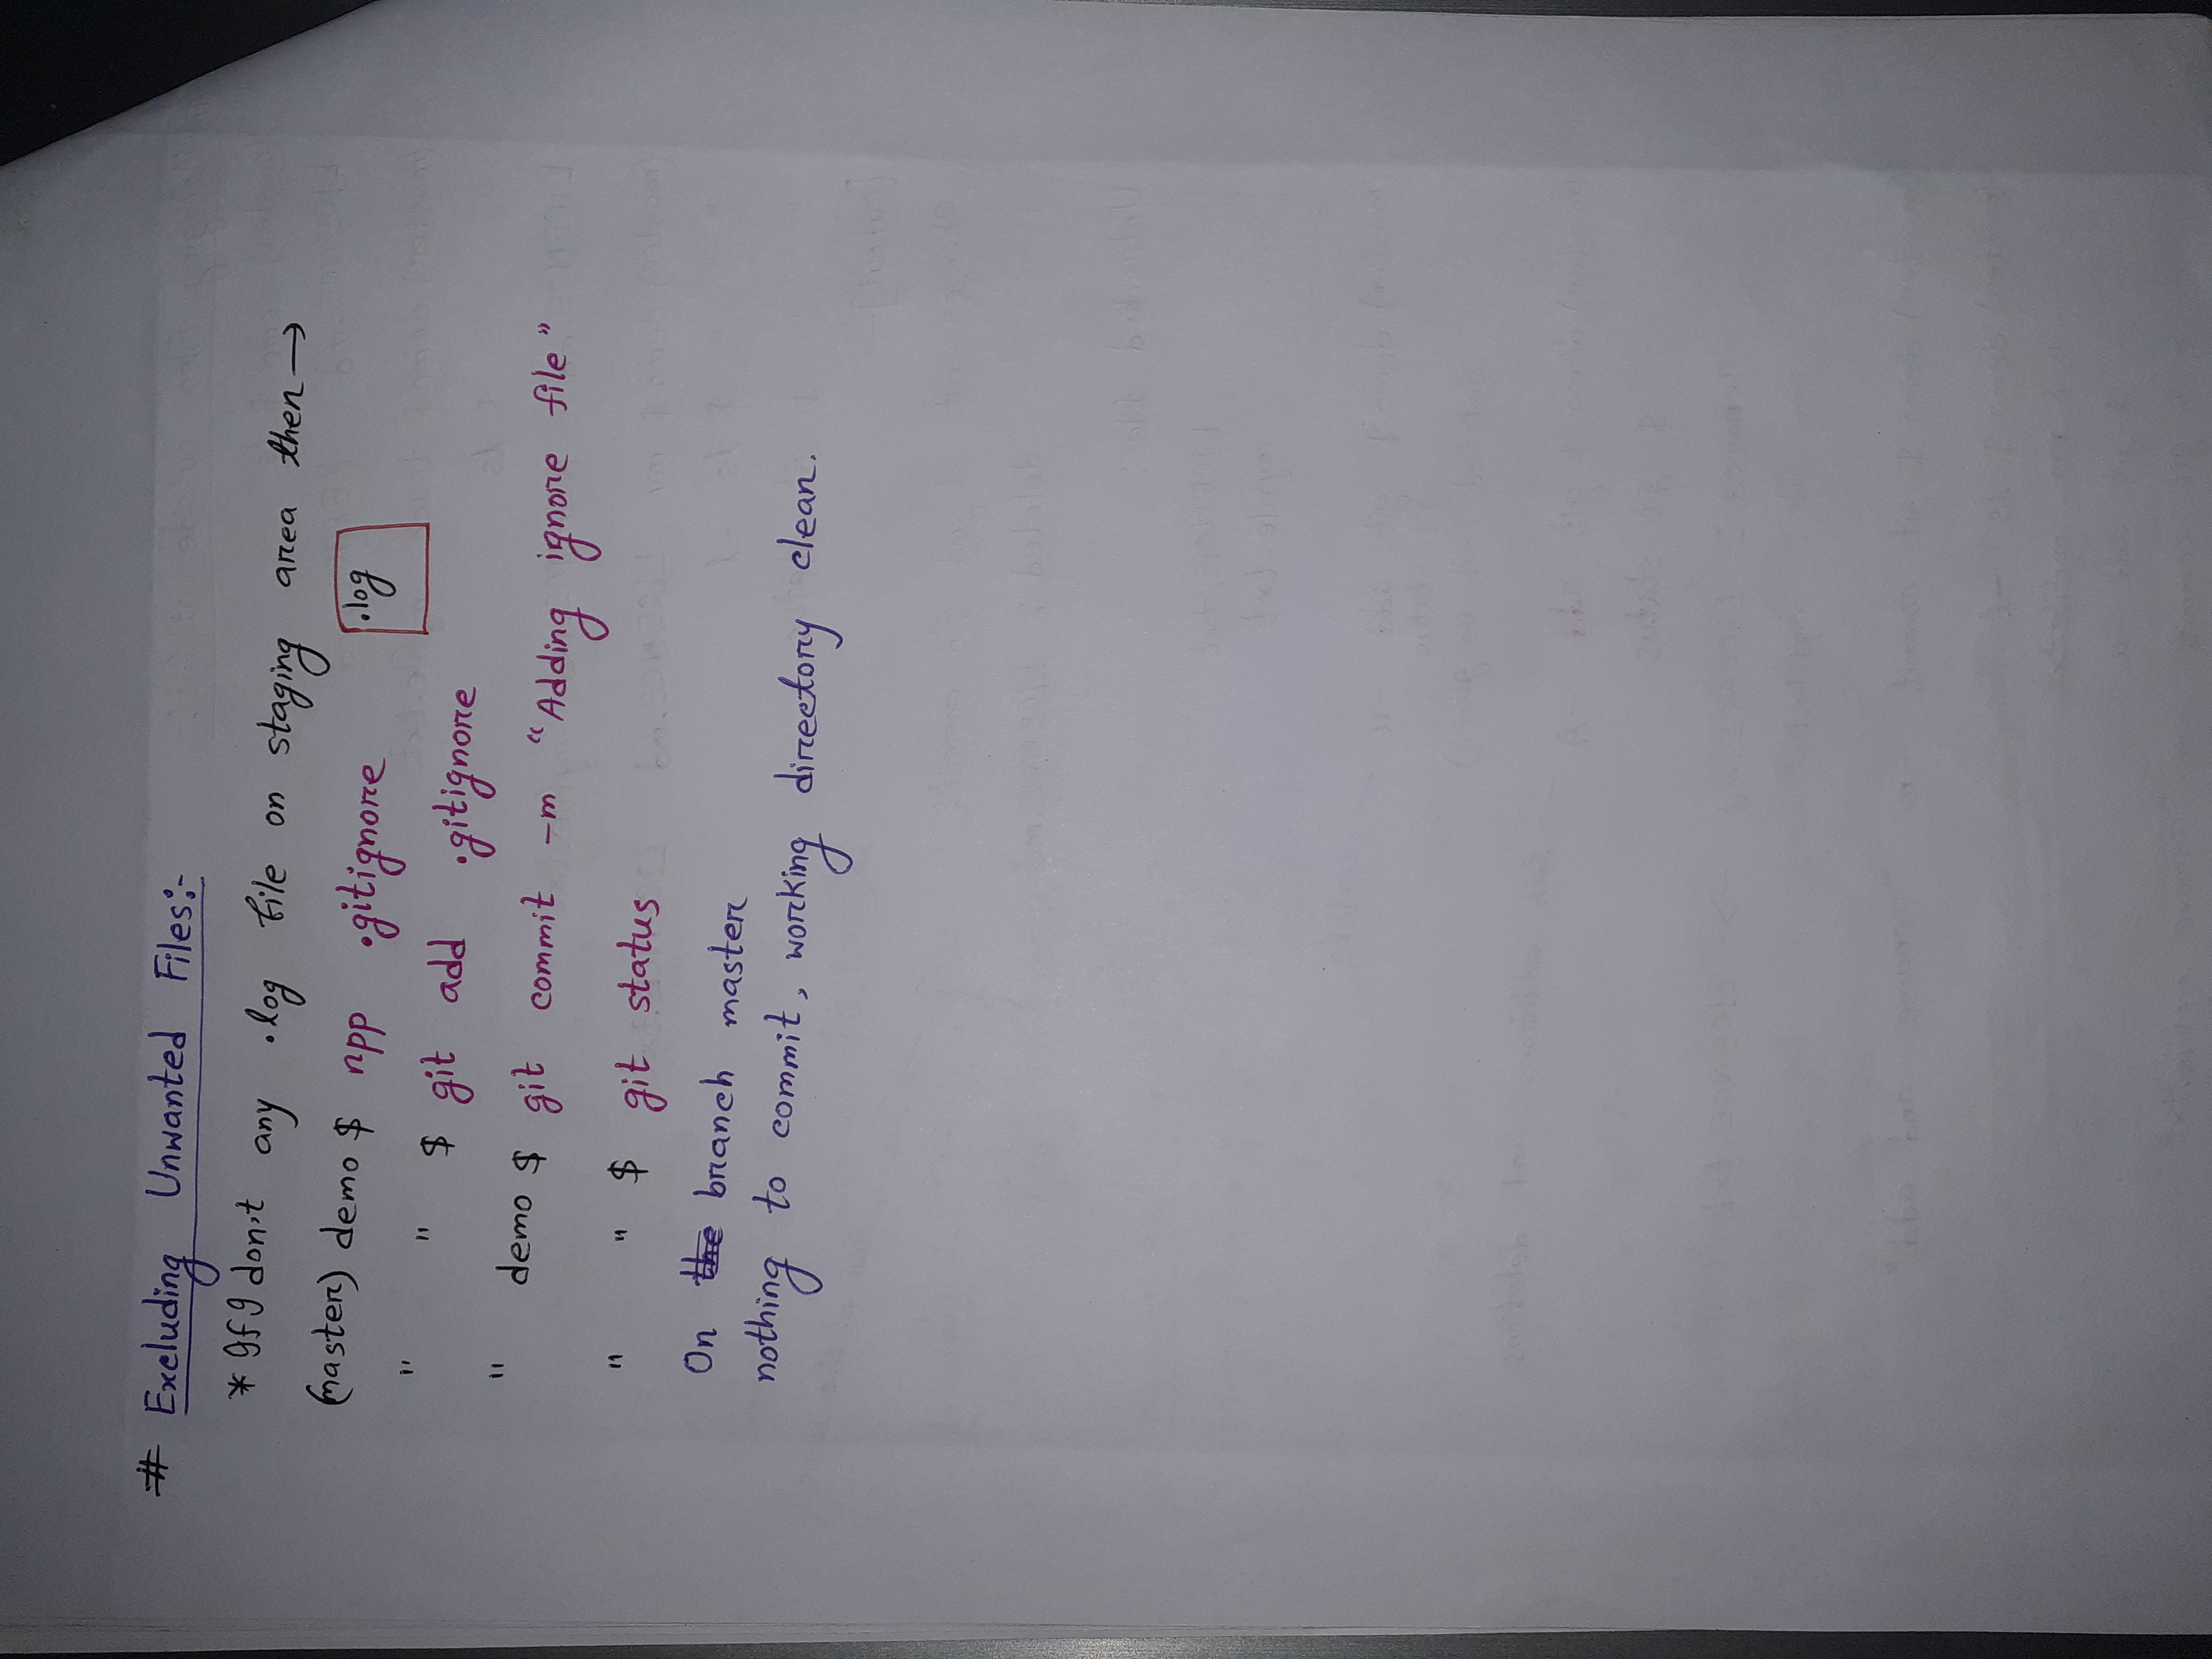 # Excluding Unwanted Files:-
* If I don't any .log file on staging area then →
(master) demo $ npp .gitignore .log
" " $ git add .gitignore
" demo $ git commit -m "Adding ignore file"
" " $ git status
On the branch master
nothing to commit, working directory clean.